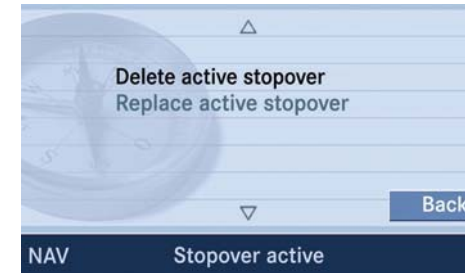 Delete active stopover
Replace active stopover
Back
NAV Stopover active